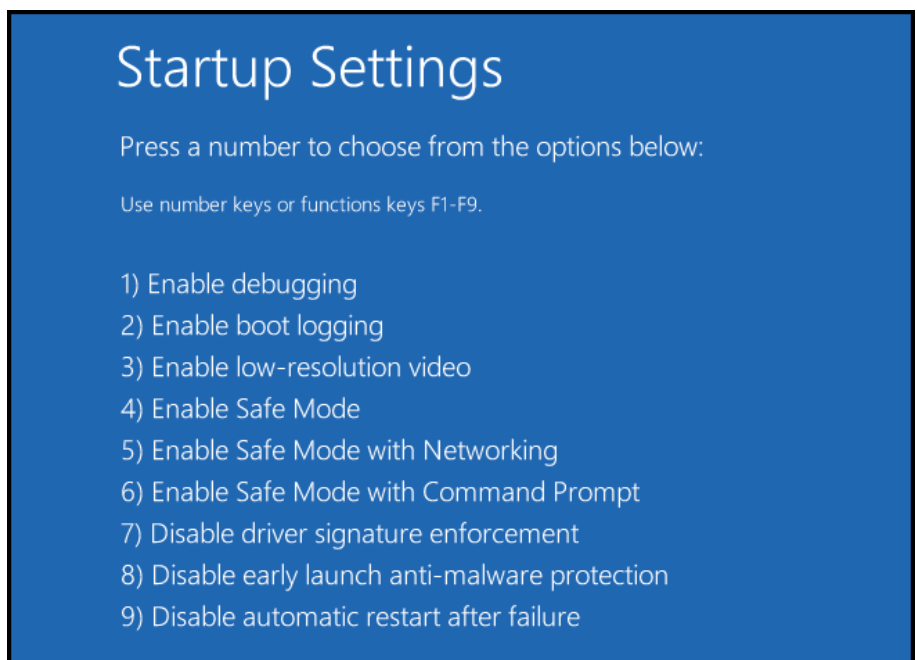 Startup Settings
Press a number to choose from the options below:
Use number keys or functions keys F1-F9.
1) Enable debugging
2) Enable boot logging
3) Enable low-resolution video
4) Enable Safe Mode
5) Enable Safe Mode with Networking
6) Enable Safe Mode with Command Prompt
7) Disable driver signature enforcement
8) Disable early launch anti-malware protection
9) Disable automatic restart after failure